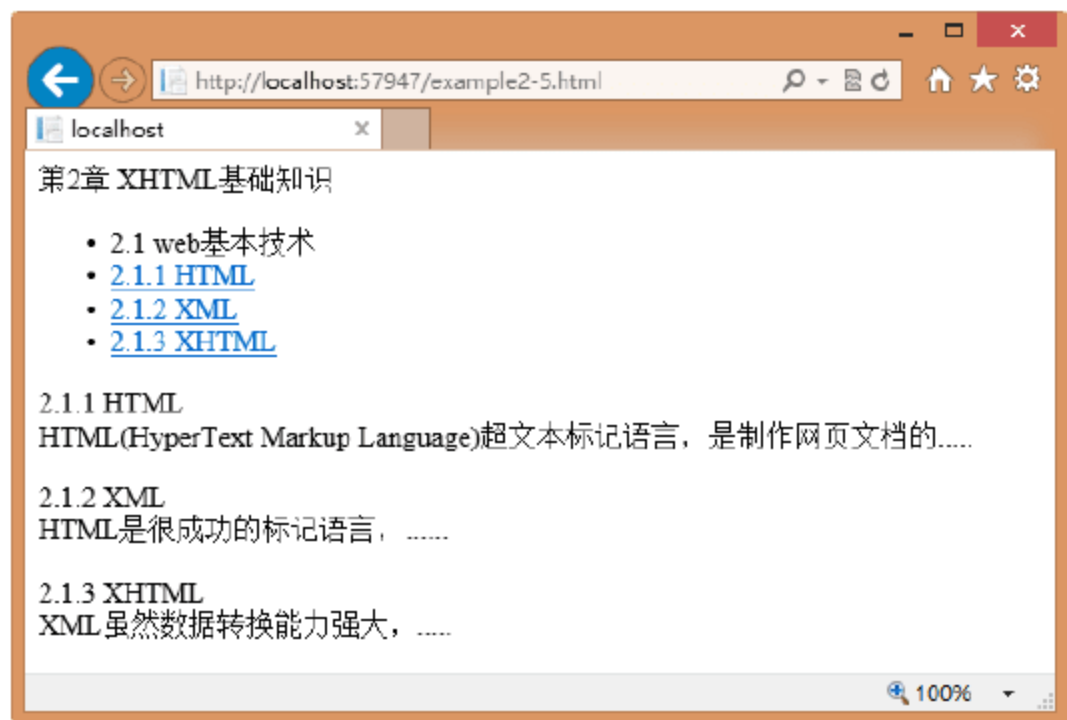 http://localhost:57947/example2-5.html
localhost
第2章 XHTML基础知识
• 2.1 web基本技术
• 2.1.1 HTML
• 2.1.2 XML
• 2.1.3 XHTML
2.1.1 HTML
HTML(HyperText Markup Language)超文本标记语言，是制作网页文档的.....
2.1.2 XML
HTML是很成功的标记语言，......
2.1.3 XHTML
XML虽然数据转换能力强大，.....
100%